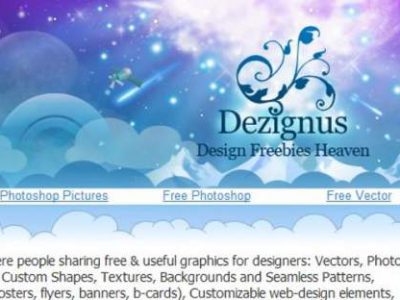 Dezignus
Design Freebies Heaven
Photoshop Pictures Free Photoshop Free Vector
ere people sharing free & useful graphics for designers: Vectors, Photo
Custom Shapes, Textures, Backgrounds and Seamless Patterns,
osters, flyers, banners, b-cards), Customizable web-design elements,